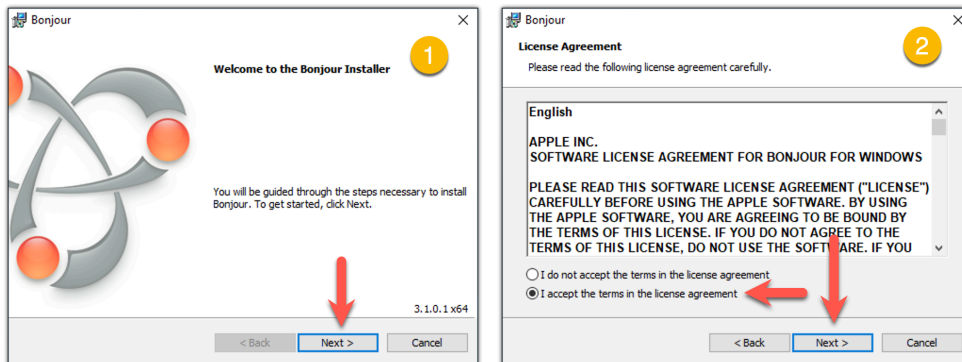 Bonjour
1
Welcome to the Bonjour Installer
You will be guided through the steps necessary to install
Bonjour. To get started, click Next.
3.1.0.1 x64
< Back
Next >
Cancel
Bonjour
2
License Agreement
Please read the following license agreement carefully.
English
APPLE INC.
SOFTWARE LICENSE AGREEMENT FOR BONJOUR FOR WINDOWS
PLEASE READ THIS SOFTWARE LICENSE AGREEMENT ("LICENSE")
CAREFULLY BEFORE USING THE APPLE SOFTWARE. BY USING
THE APPLE SOFTWARE, YOU ARE AGREEING TO BE BOUND BY
THE TERMS OF THIS LICENSE. IF YOU DO NOT AGREE TO THE
TERMS OF THIS LICENSE, DO NOT USE THE SOFTWARE. IF YOU
I do not accept the terms in the license agreement
I accept the terms in the license agreement
< Back
Next >
Cancel